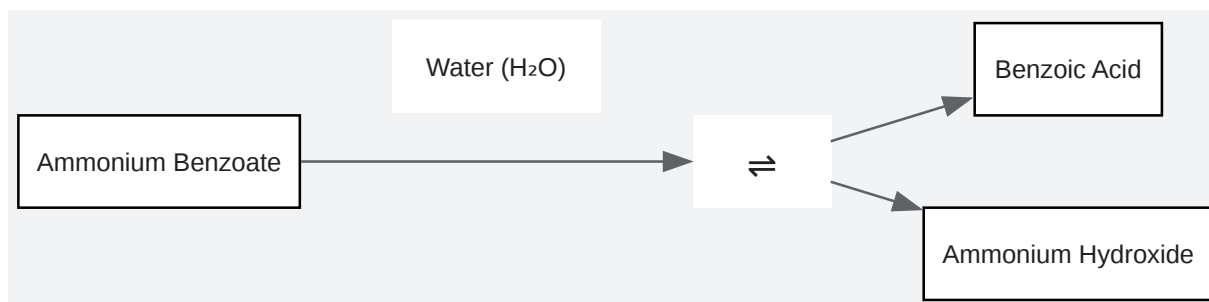 Water (H₂O)
Benzoic Acid
Ammonium Benzoate
⇌
Ammonium Hydroxide